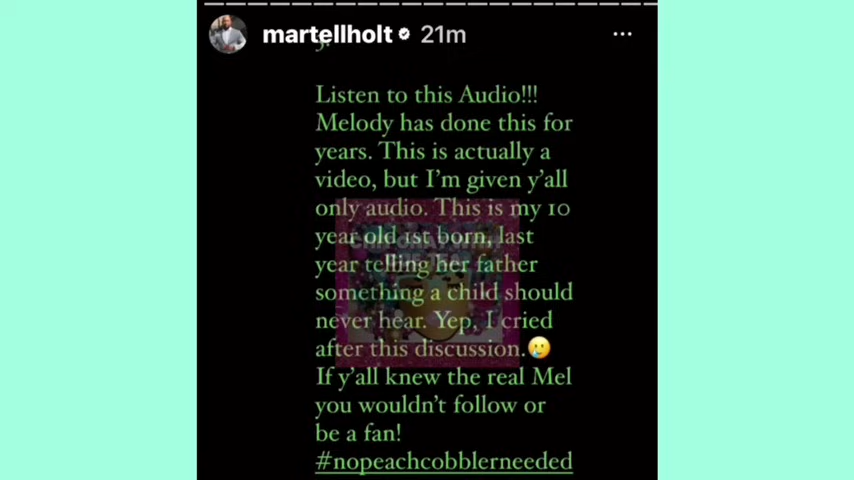 martellholt 21m
Listen to this Audio!!!
Melody has done this for
years. This is actually a
video, but I'm given y'all
only audio. This is my 10
year old 1st born, last
year telling her father
something a child should
never hear. Yep, I cried
after this discussion.🥲
If y'all knew the real Mel
you wouldn't follow or
be a fan!
#nopeachcobblerneeded